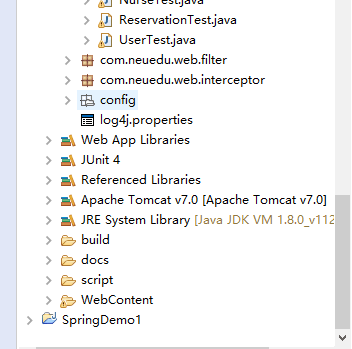 NurseTest.java
ReservationTest.java
UserTest.java
com.neuedu.web.filter
com.neuedu.web.interceptor
config
log4j.properties
Web App Libraries
JUnit 4
Referenced Libraries
Apache Tomcat v7.0 [Apache Tomcat v7.0]
JRE System Library [Java JDK VM 1.8.0_v112
build
docs
script
WebContent
SpringDemo1